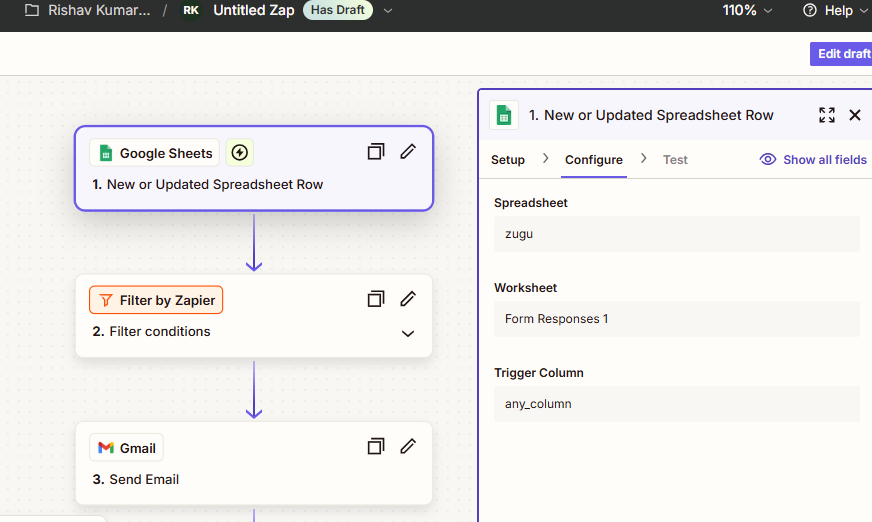 Rishav Kumar... / RK Untitled Zap Has Draft 110% Help
Edit draft
Google Sheets
1. New or Updated Spreadsheet Row
Filter by Zapier
2. Filter conditions
Gmail
3. Send Email
1. New or Updated Spreadsheet Row
Setup Configure Test Show all fields
Spreadsheet
zugu
Worksheet
Form Responses 1
Trigger Column
any_column